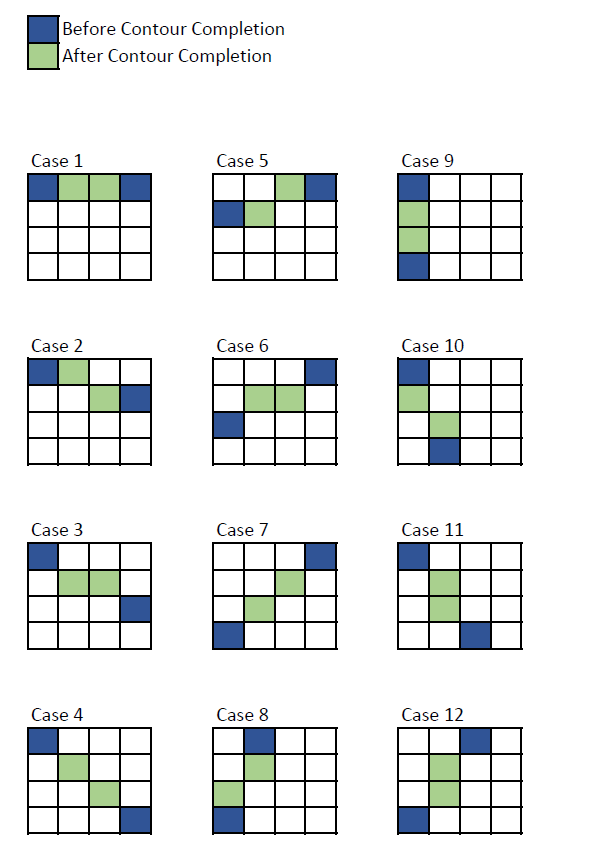 Before Contour Completion
After Contour Completion
Case 1
Case 5
Case 9
Case 2
Case 6
Case 10
Case 3
Case 7
Case 11
Case 4
Case 8
Case 12